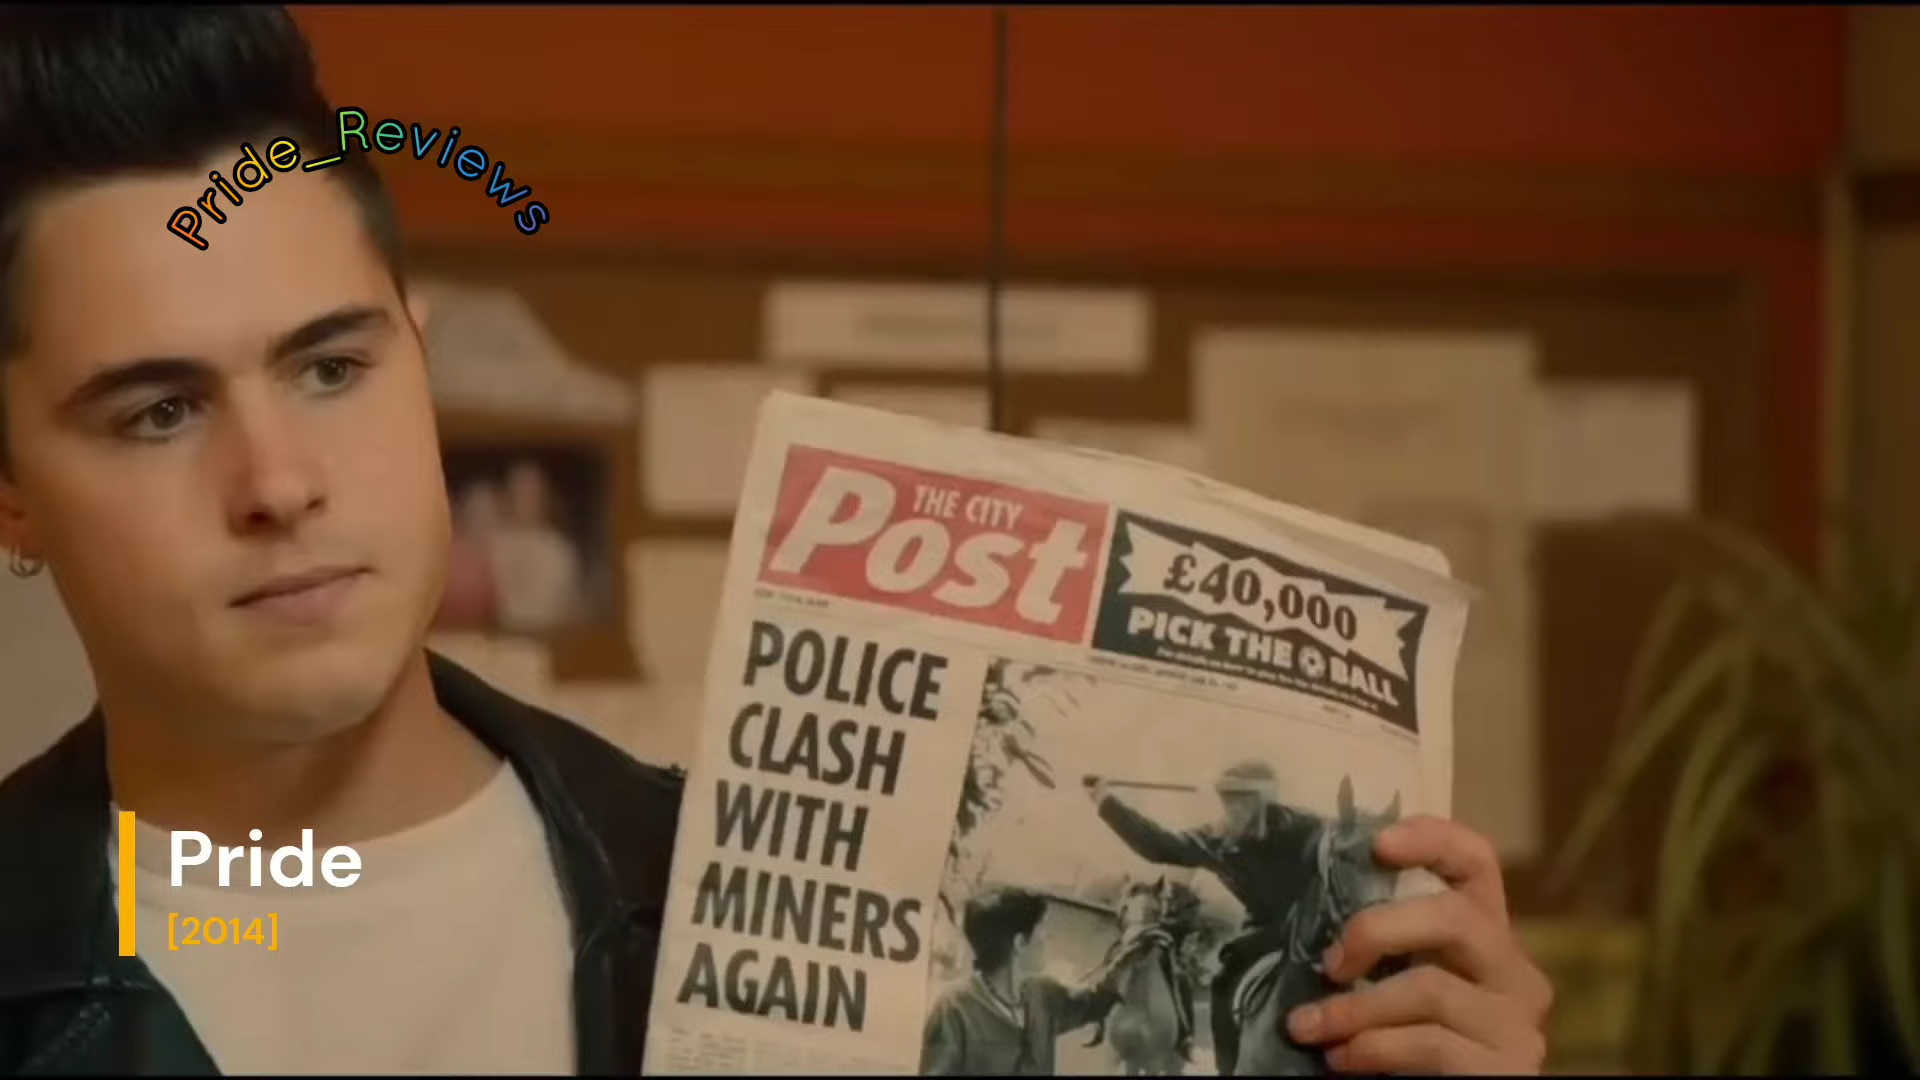 Pride_Reviews
THE CITY
Post
£40,000
PICK THE BALL
POLICE
CLASH
WITH
MINERS
AGAIN
Pride
[2014]